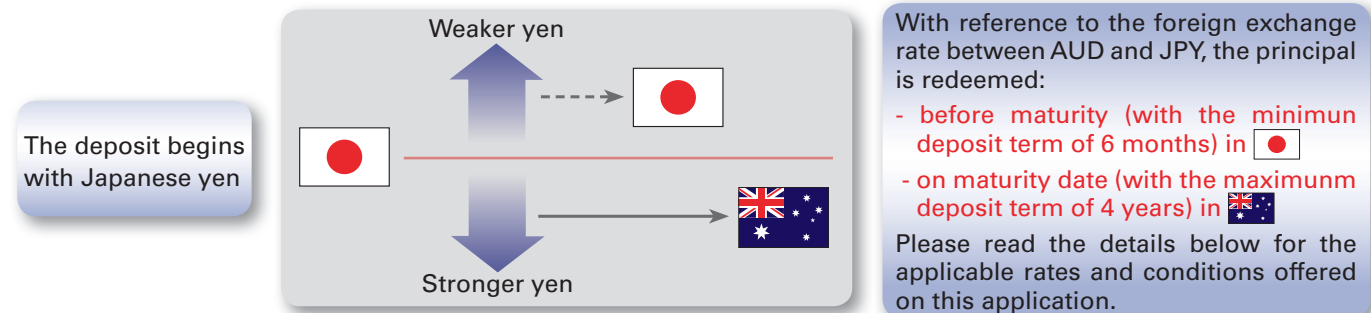 The deposit begins
with Japanese yen
Weaker yen
Stronger yen
With reference to the foreign exchange
rate between AUD and JPY, the principal
is redeemed:
- before maturity (with the minimun
deposit term of 6 months) in
- on maturity date (with the maximunm
deposit term of 4 years) in
Please read the details below for the
applicable rates and conditions offered
on this application.